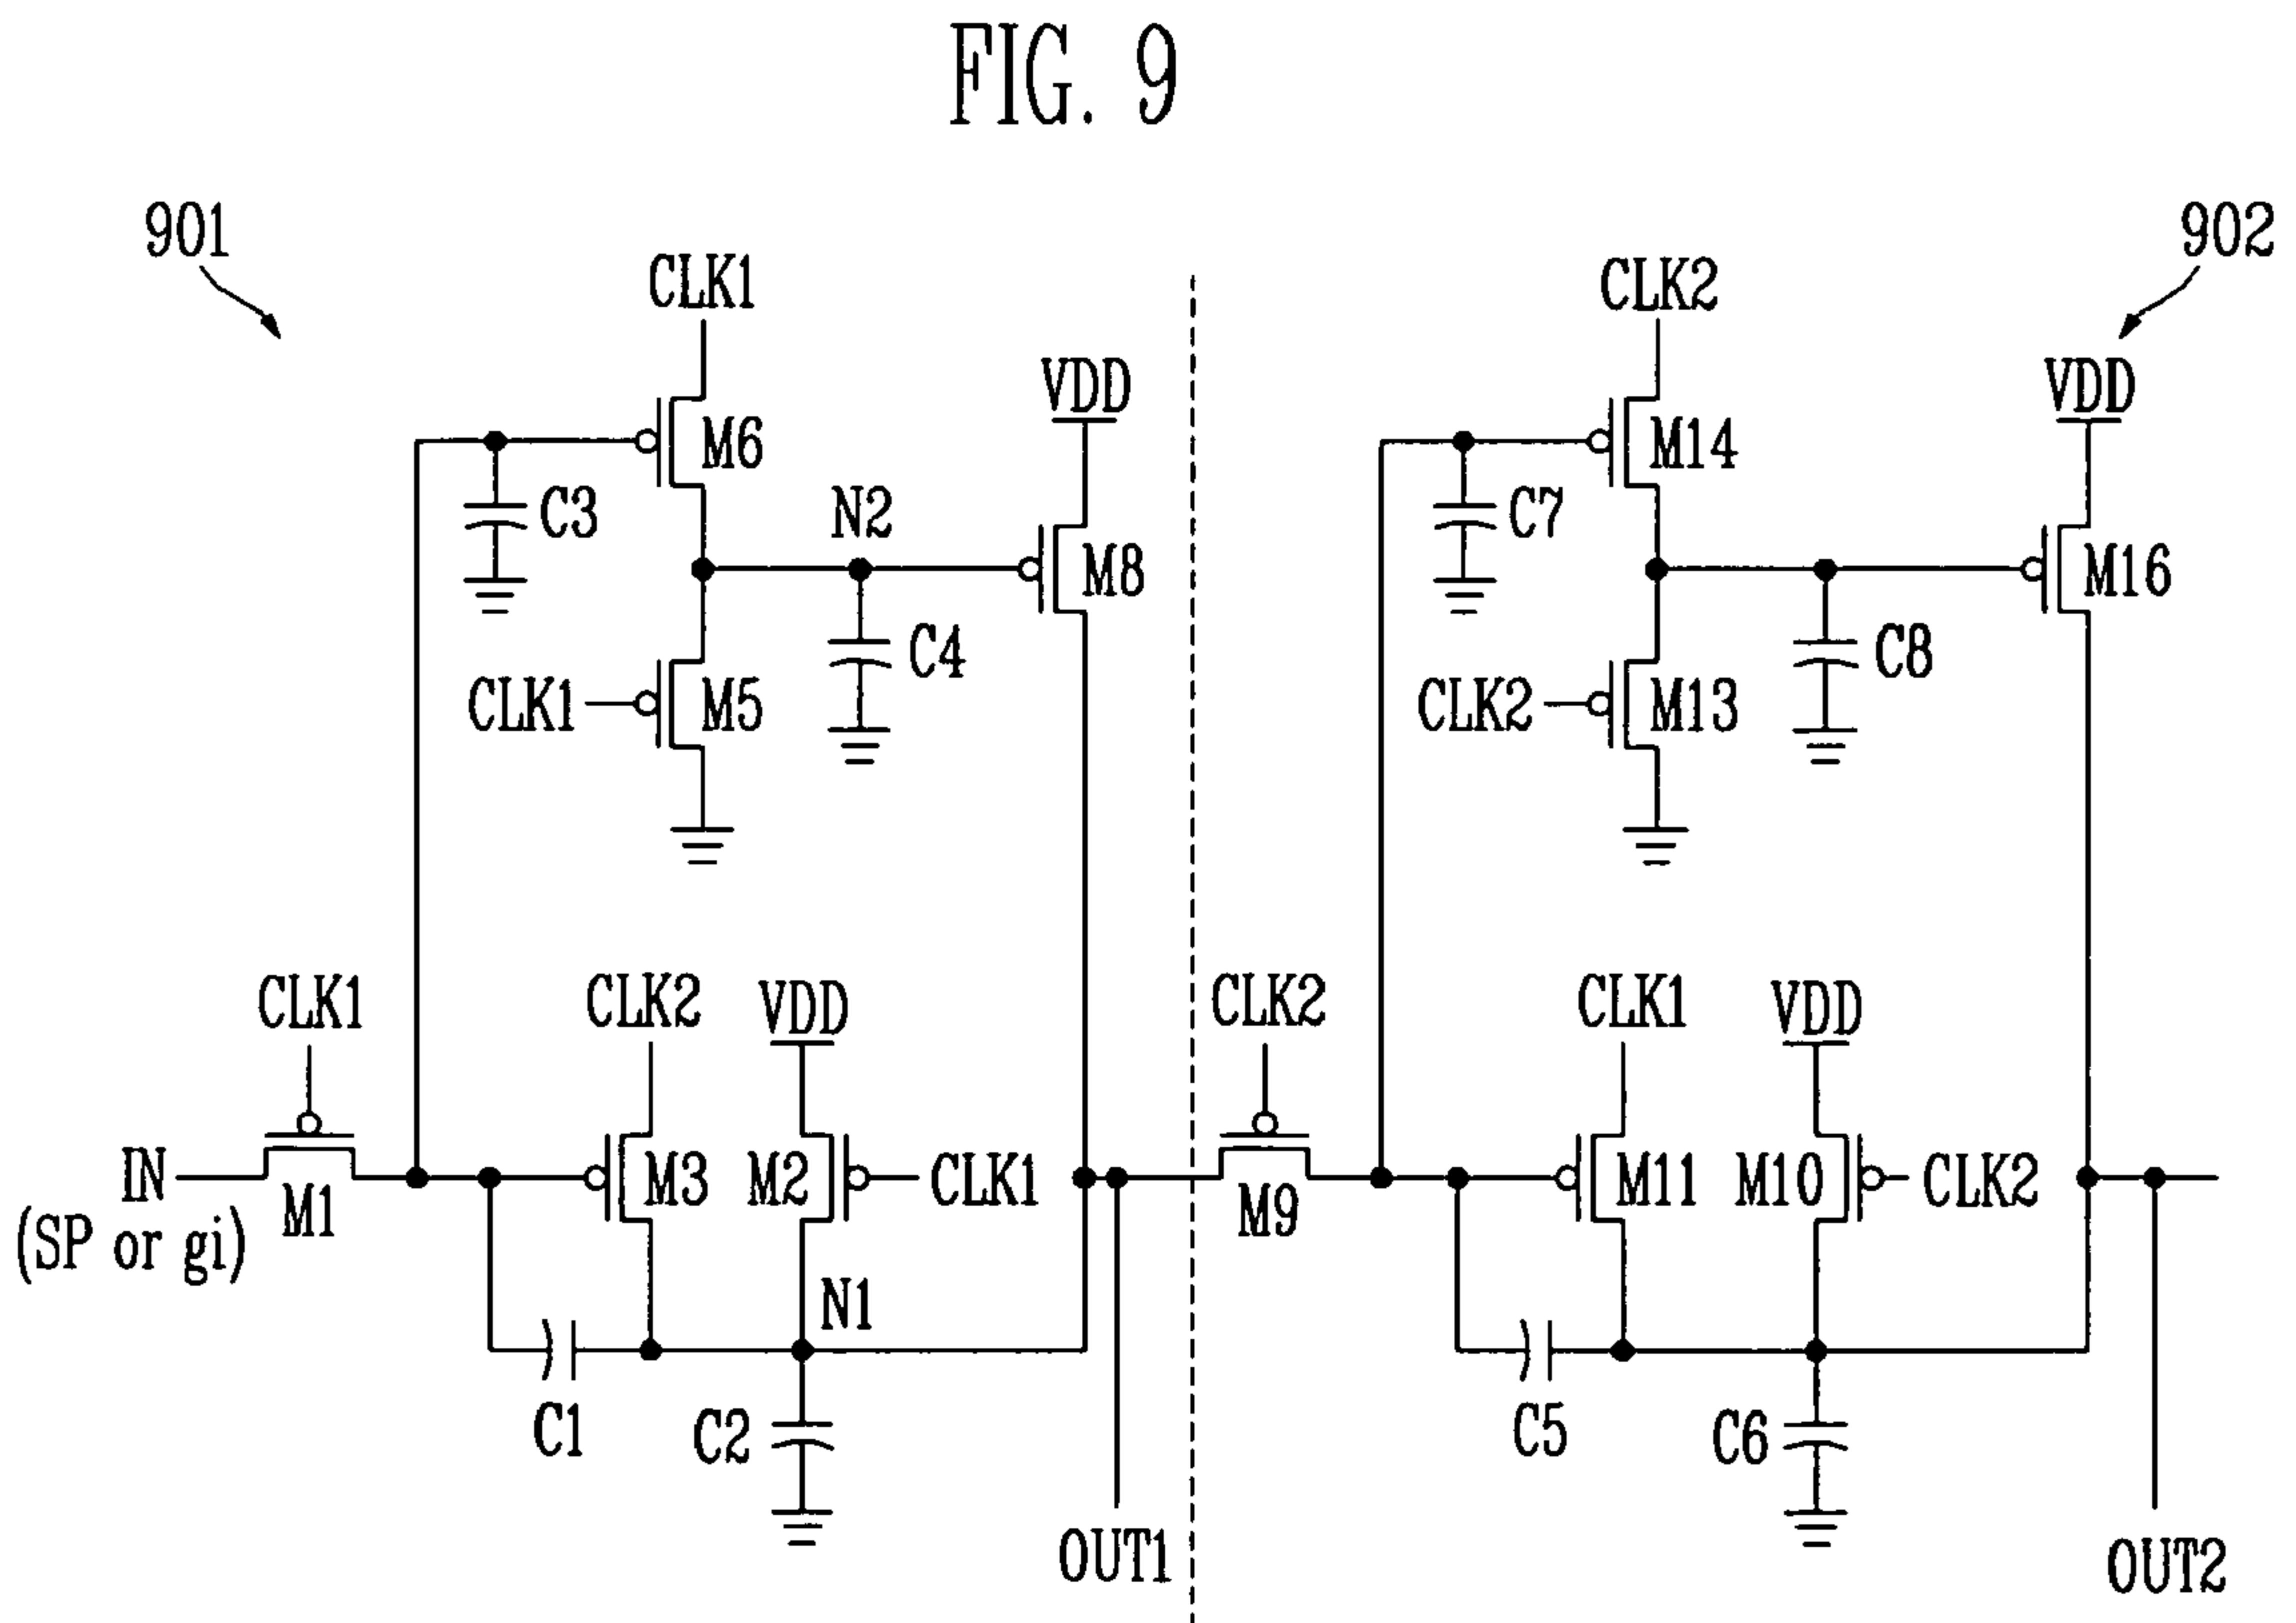 FIG. 9
901
902
CLK1
CLK2
VDD
VDD
M6
M14
C3
N2
C7
M8
M16
C4
C8
CLK1
M5
CLK2
M13
CLK1
CLK2
VDD
CLK2
CLK1
VDD
IN
(SP or gi)
M1
M3
M2
CLK1
M9
M11
M10
CLK2
N1
C1
C2
C5
C6
OUT1
OUT2